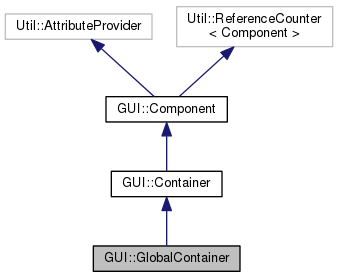 Util::AttributeProvider
Util::ReferenceCounter
< Component >
GUI::Component
GUI::Container
GUI::GlobalContainer